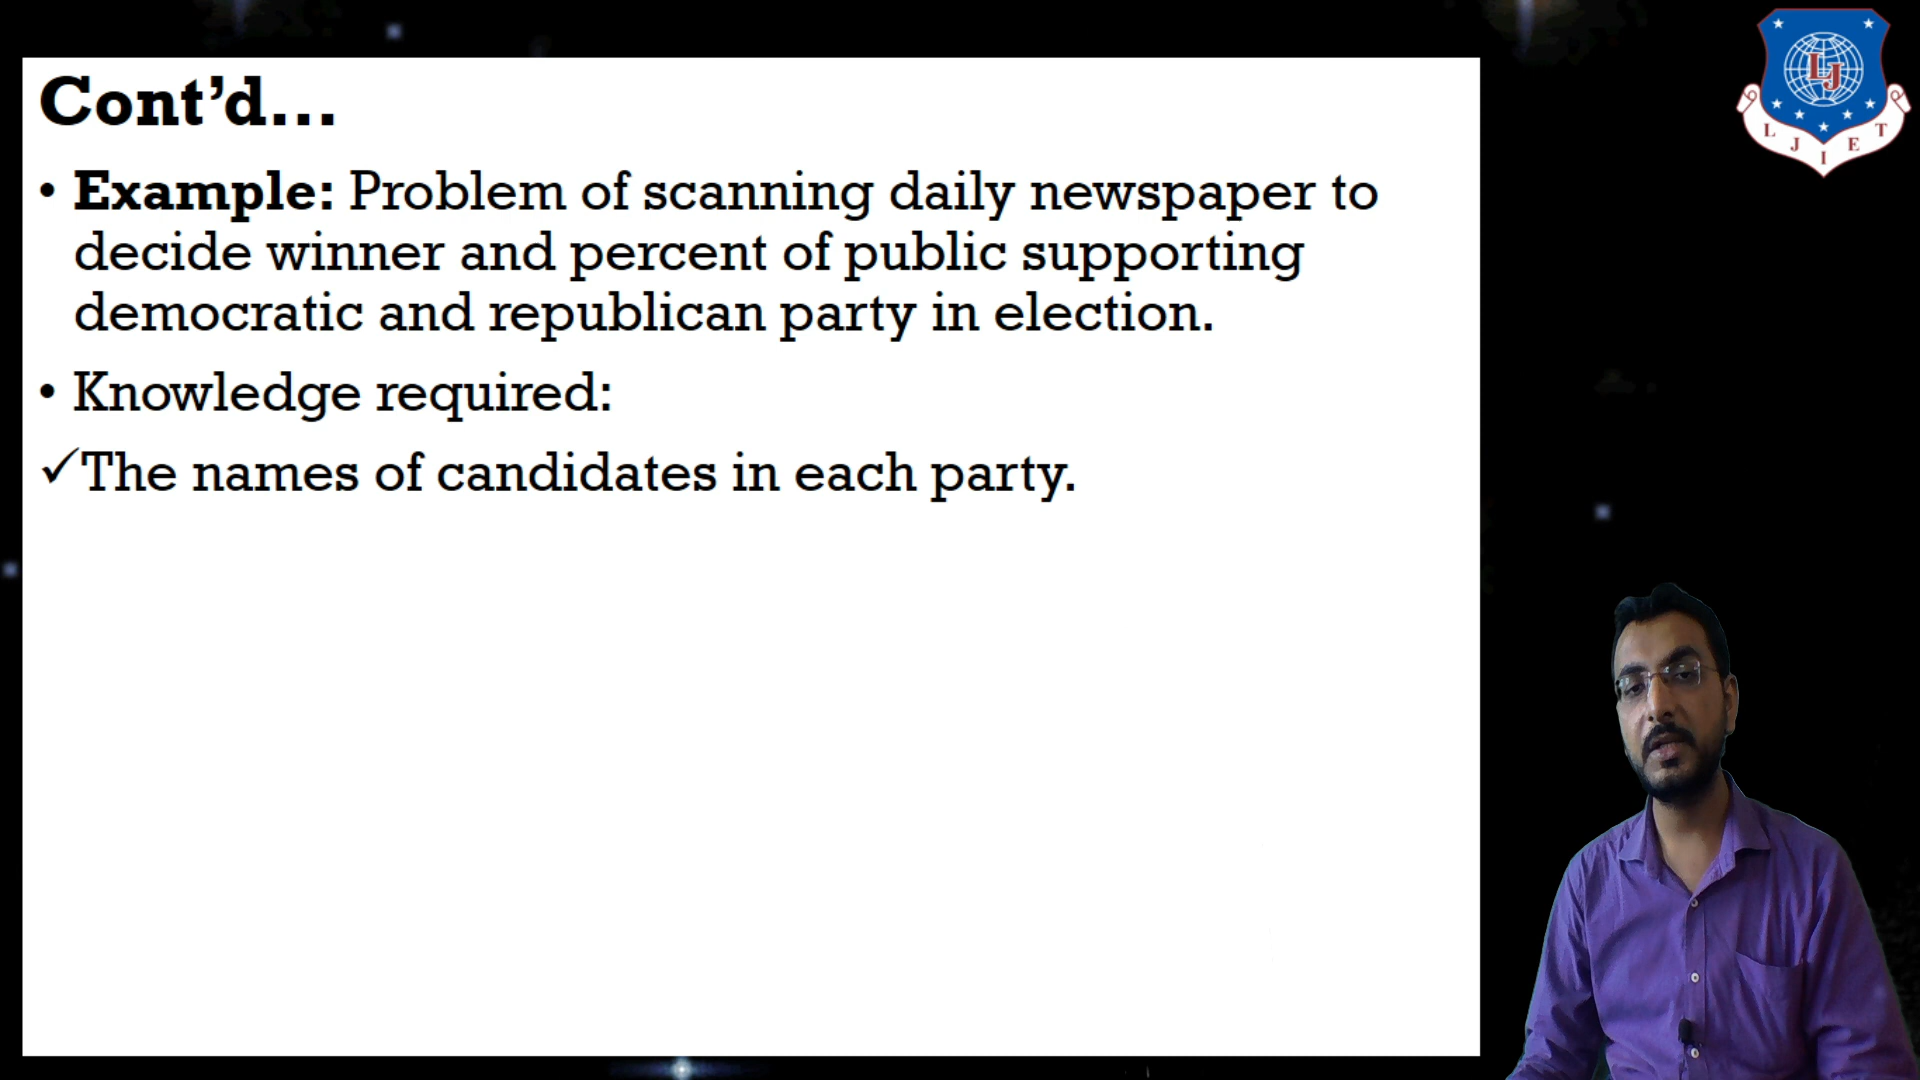 Cont’d...
• Example: Problem of scanning daily newspaper to
decide winner and percent of public supporting
democratic and republican party in election.
• Knowledge required:
✓The names of candidates in each party.
LJ
L J I E T